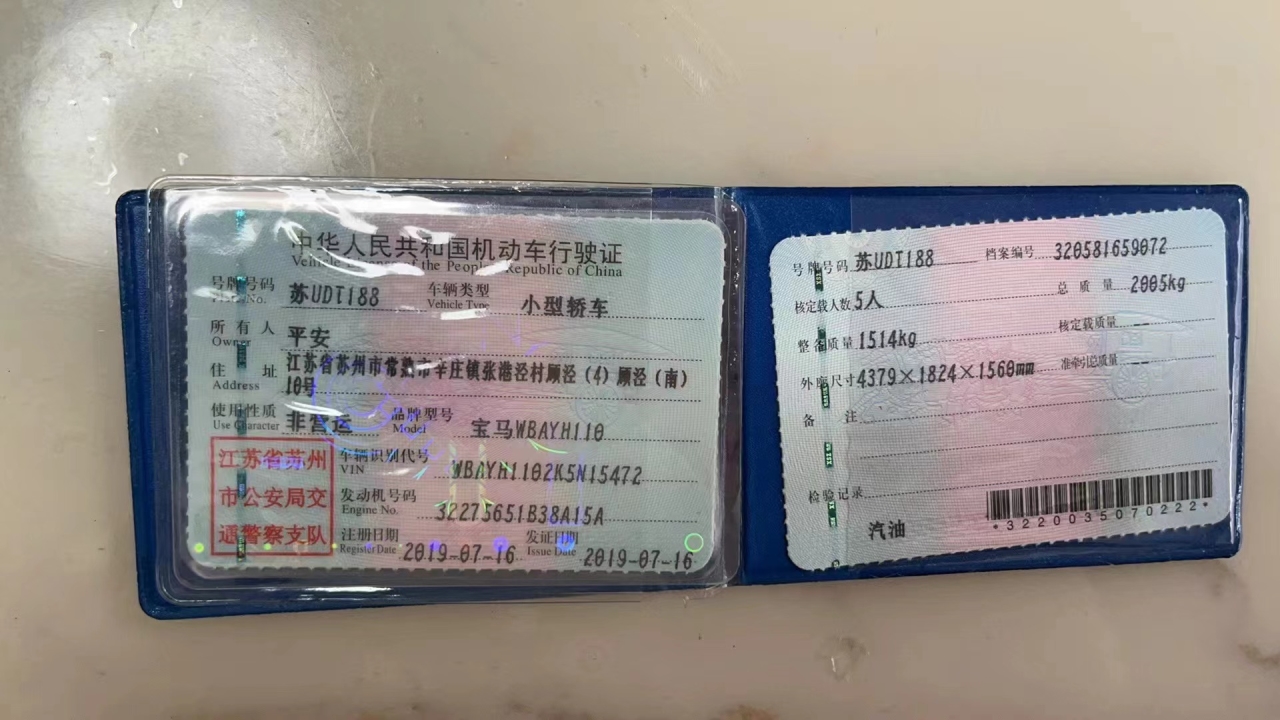 中华人民共和国机动车行驶证
Vehicle of the People's Republic of China
号牌号码 苏UDT188 车辆类型 小型轿车
Plate No. Vehicle Type
所有人 平安
Owner
住址 江苏省苏州市常熟市辛庄镇张港泾村顾泾（4）顾泾（南）
Address 10号
使用性质 非营运 品牌型号 宝马WBAYH110
Use Character Model
江苏省苏州
市公安局交
通警察支队
车辆识别代号 WBAYH1102K5N15472
VIN
发动机号码 32275651B38A15A
Engine No.
注册日期 2019-07-16 发证日期 2019-07-16
Register Date Issue Date
号牌号码 苏UDT188 档案编号 320581659072
核定载人数 5人 总质量 2005kg
整备质量 1514kg 核定载质量 --
外廓尺寸 4379×1824×1560mm 准牵引总质量 --
备注
检验记录
*3220035070222*
汽油